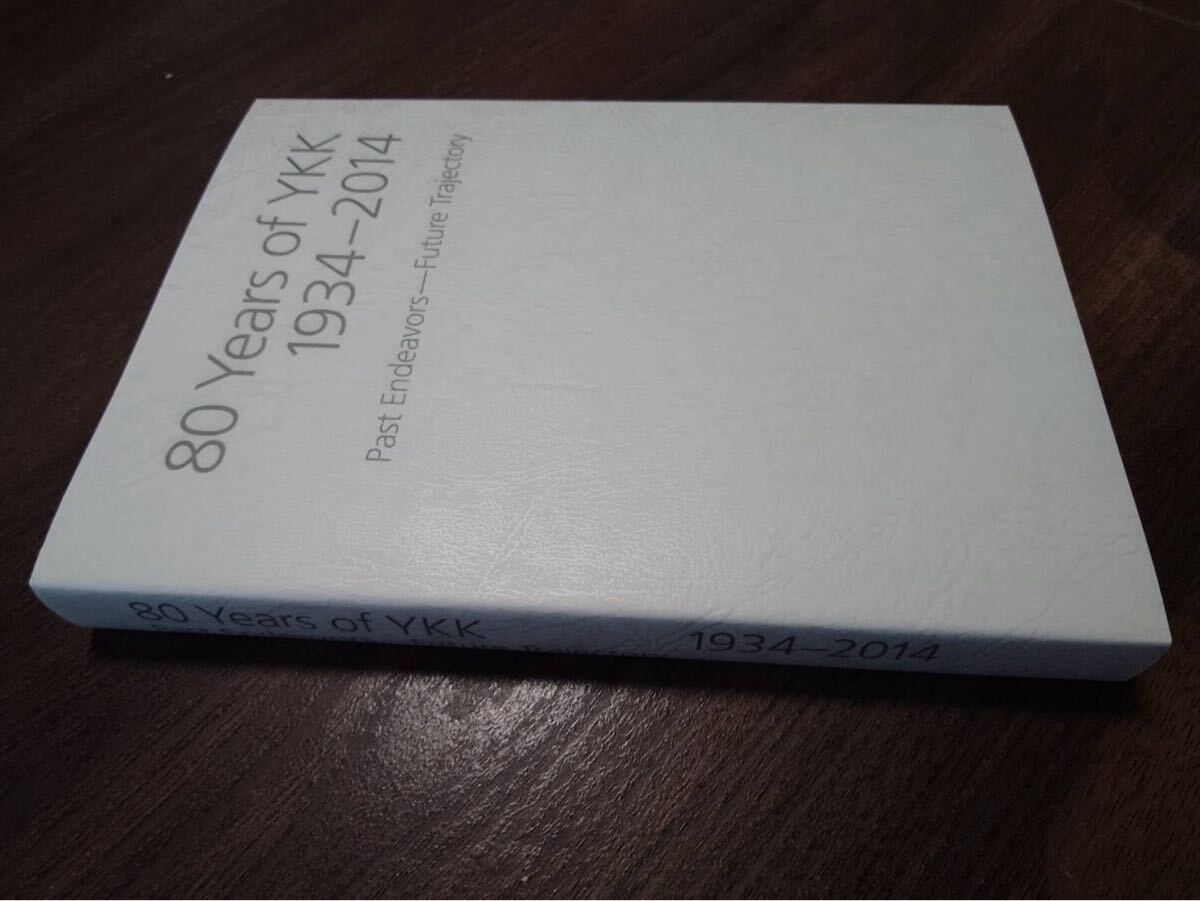 80 Years of YKK
1934–2014
Past Endeavors—Future Trajectory
80 Years of YKK 1934–2014